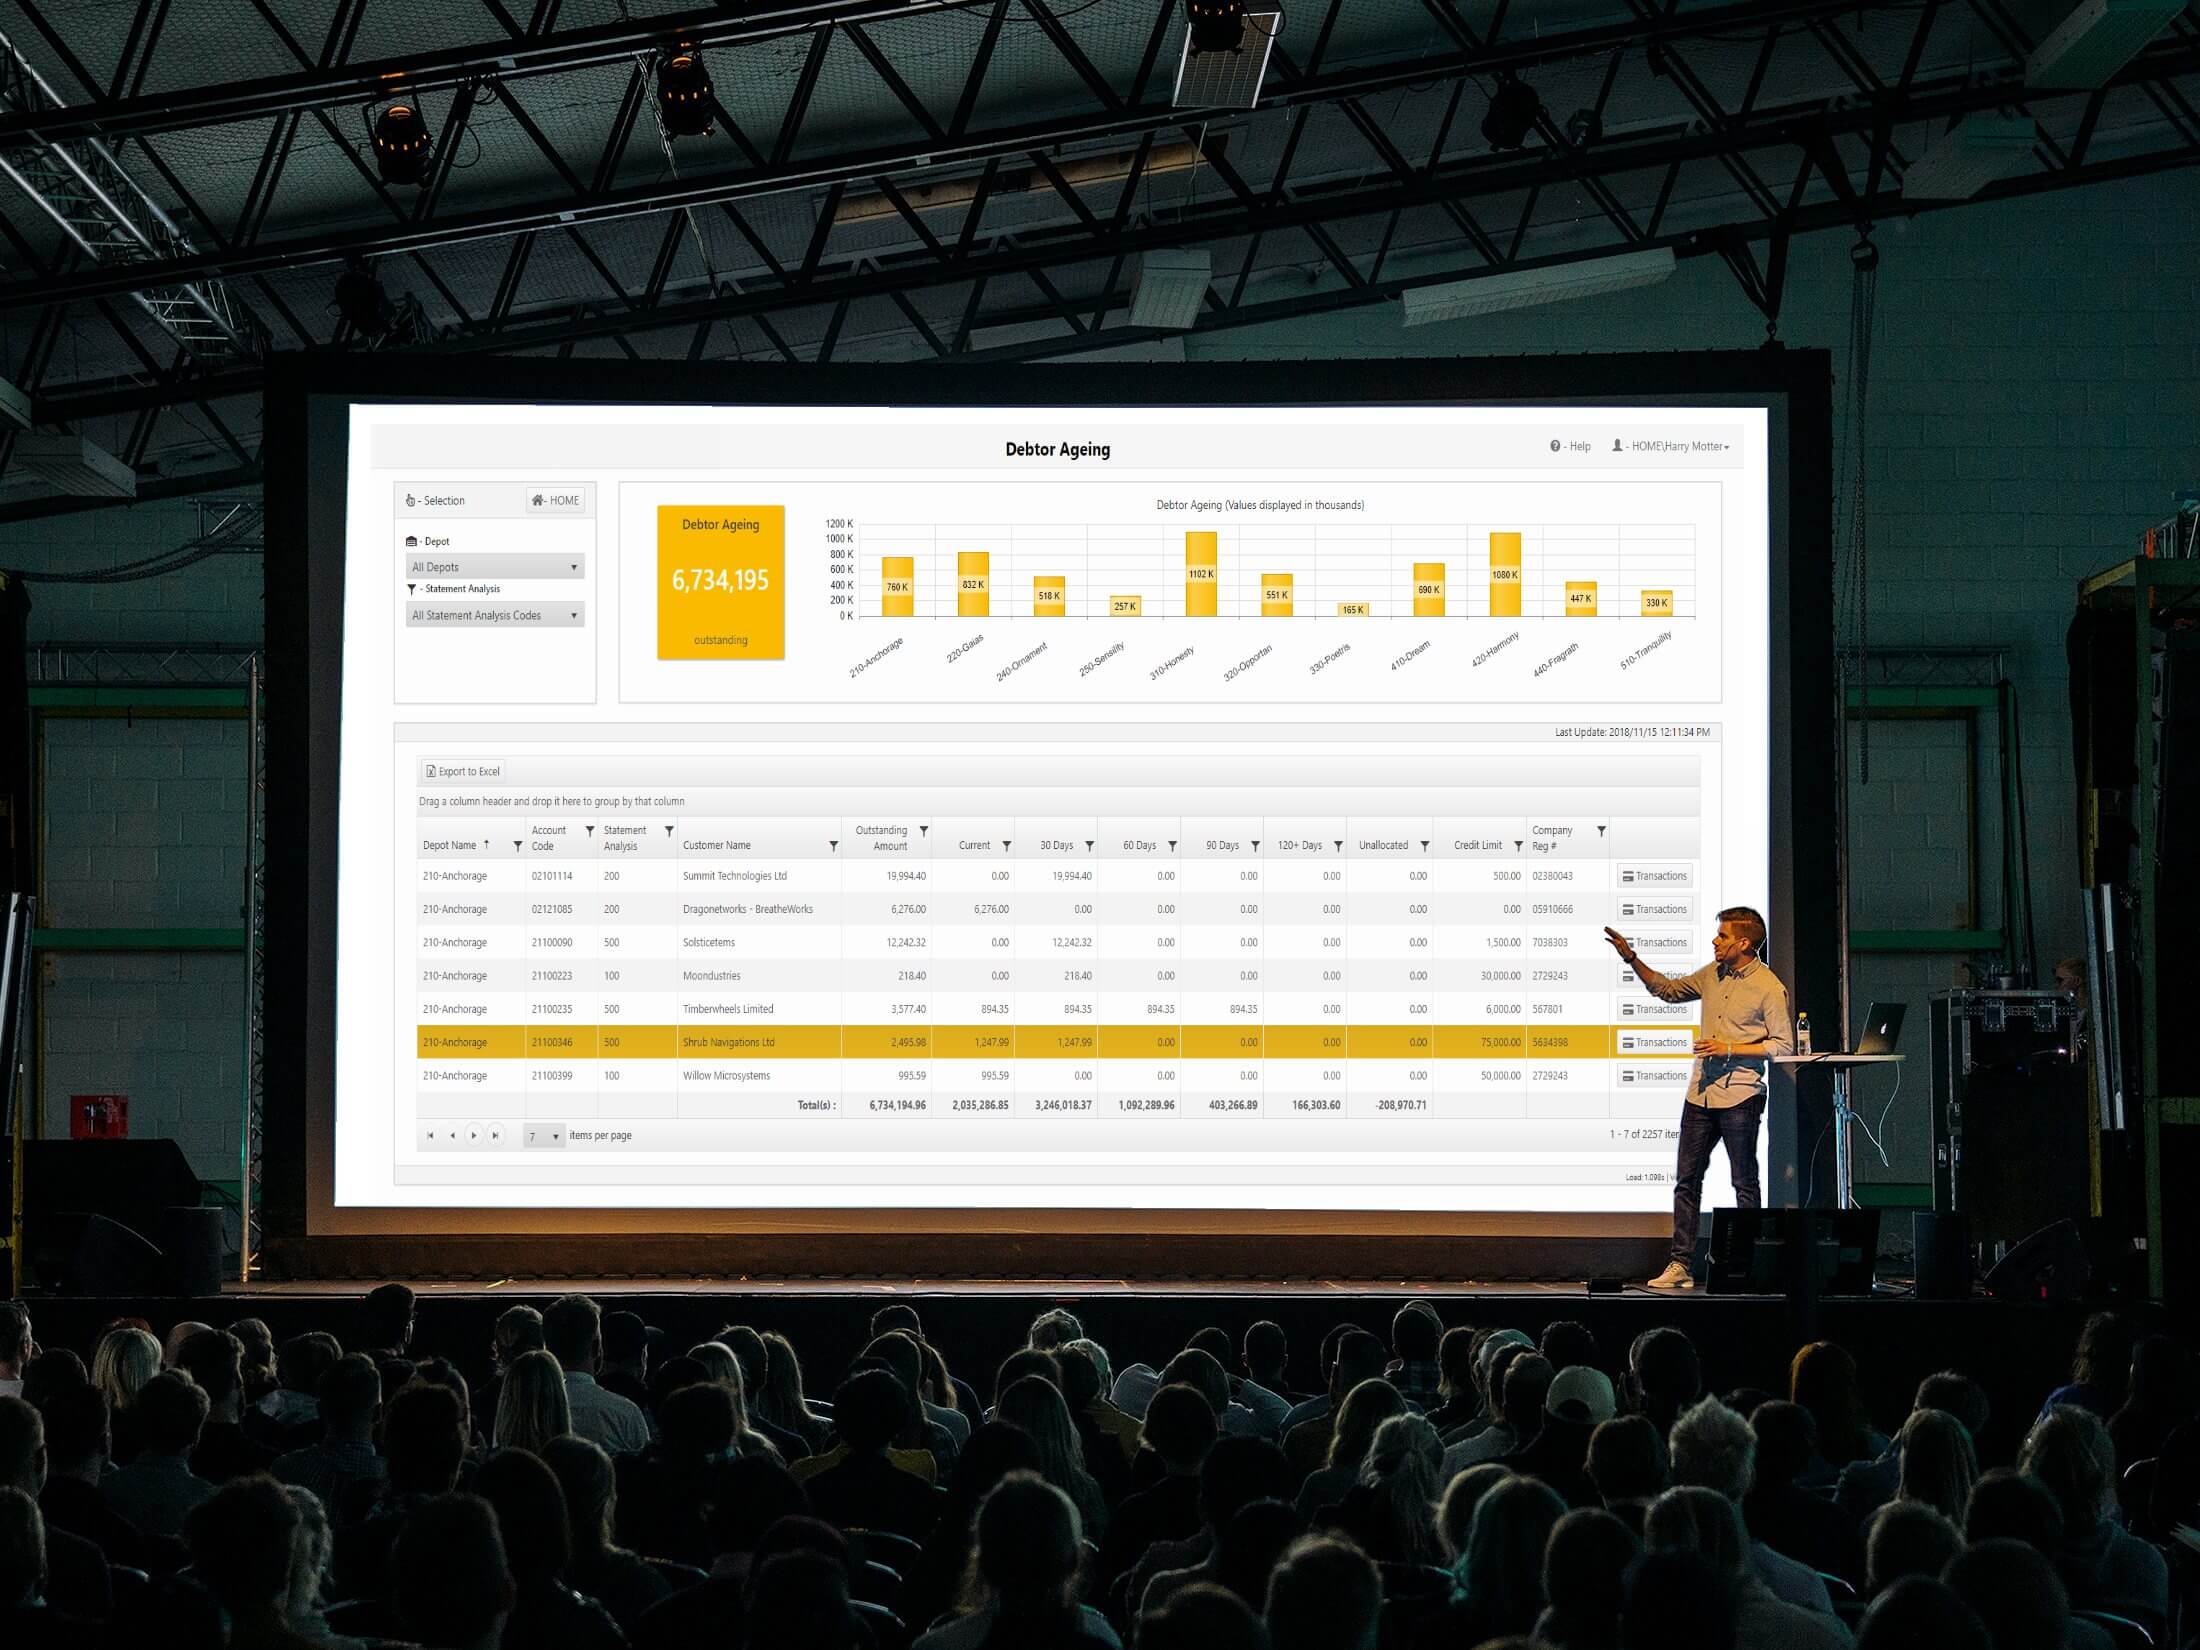 Debtor Ageing
- Help
- HOME\Harry Motter
- Selection
- HOME
- Depot
All Depots
- Statement Analysis
All Statement Analysis Codes
Debtor Ageing
6,734,195
outstanding
Debtor Ageing (Values displayed in thousands)
1200 K
1000 K
800 K
600 K
400 K
200 K
0 K
760 K
832 K
518 K
257 K
1102 K
551 K
165 K
690 K
1080 K
447 K
330 K
210-Anchorage
220-Gaias
240-Ornament
250-Sensility
310-Honesty
320-Opportan
330-Poetris
410-Dream
420-Harmony
440-Fragrath
510-Tranquility
Last Update: 2018/11/15 12:11:34 PM
Export to Excel
Drag a column header and drop it here to group by that column
Depot Name Account Code Statement Analysis Customer Name Outstanding Amount Current 30 Days 60 Days 90 Days 120+ Days Unallocated Credit Limit Company Reg #
210-Anchorage 02101114 200 Summit Technologies Ltd 19,994.40 0.00 19,994.40 0.00 0.00 0.00 0.00 500.00 02380043 Transactions
210-Anchorage 02121085 200 Dragonetworks - BreatheWorks 6,276.00 6,276.00 0.00 0.00 0.00 0.00 0.00 0.00 05910666 Transactions
210-Anchorage 21100090 500 Solsticetems 12,242.32 0.00 12,242.32 0.00 0.00 0.00 0.00 1,500.00 7038303 Transactions
210-Anchorage 21100223 100 Moondustries 218.40 0.00 218.40 0.00 0.00 0.00 0.00 30,000.00 2729243
210-Anchorage 21100235 500 Timberwheels Limited 3,577.40 894.35 894.35 894.35 894.35 0.00 0.00 6,000.00 567801 Transactions
210-Anchorage 21100346 500 Shrub Navigations Ltd 2,495.98 1,247.99 1,247.99 0.00 0.00 0.00 0.00 75,000.00 5634398 Transactions
210-Anchorage 21100399 100 Willow Microsystems 995.59 995.59 0.00 0.00 0.00 0.00 0.00 50,000.00 2729243 Transactions
Total(s) : 6,734,194.96 2,035,286.85 3,246,018.37 1,092,289.96 403,266.89 166,303.60 -208,970.71
7 items per page
1 - 7 of 2257
Load: 1.098s |